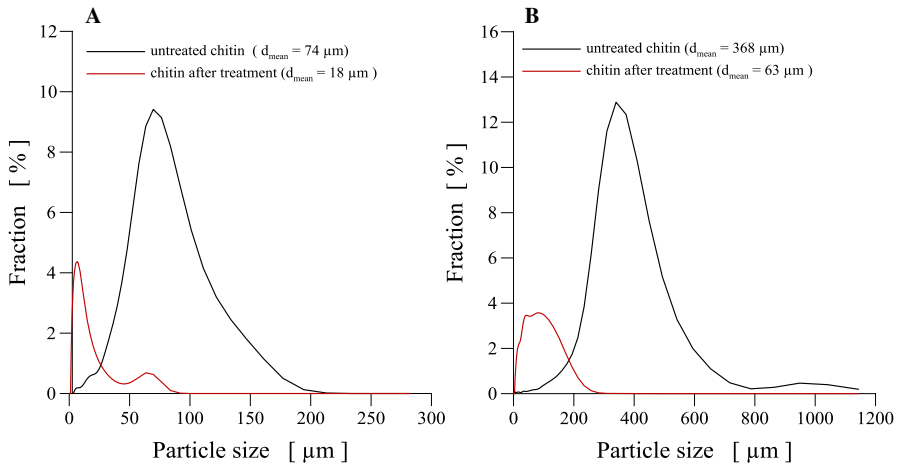 A
12
10
8
6
4
2
0
Fraction [ % ]
untreated chitin ( dmean = 74 µm)
chitin after treatment (dmean = 18 µm )
0 50 100 150 200 250 300
Particle size [ µm ]
B
16
14
12
10
8
6
4
2
0
Fraction [ % ]
untreated chitin (dmean = 368 µm)
chitin after treatment (dmean = 63 µm )
0 200 400 600 800 1000 1200
Particle size [ µm ]